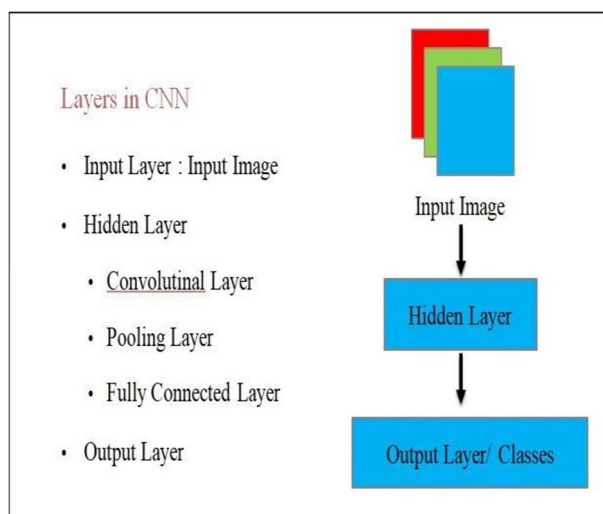 Layers in CNN
• Input Layer : Input Image
• Hidden Layer
• Convolutinal Layer
• Pooling Layer
• Fully Connected Layer
• Output Layer
Input Image
Hidden Layer
Output Layer/ Classes